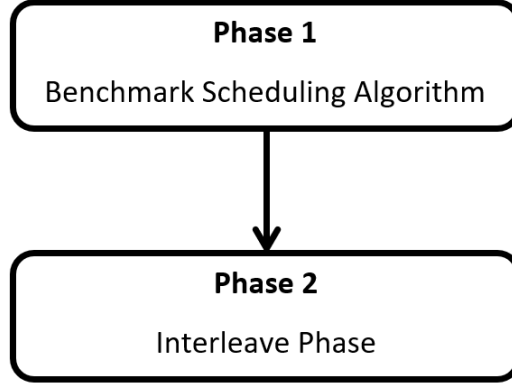 Phase 1
Benchmark Scheduling Algorithm
Phase 2
Interleave Phase